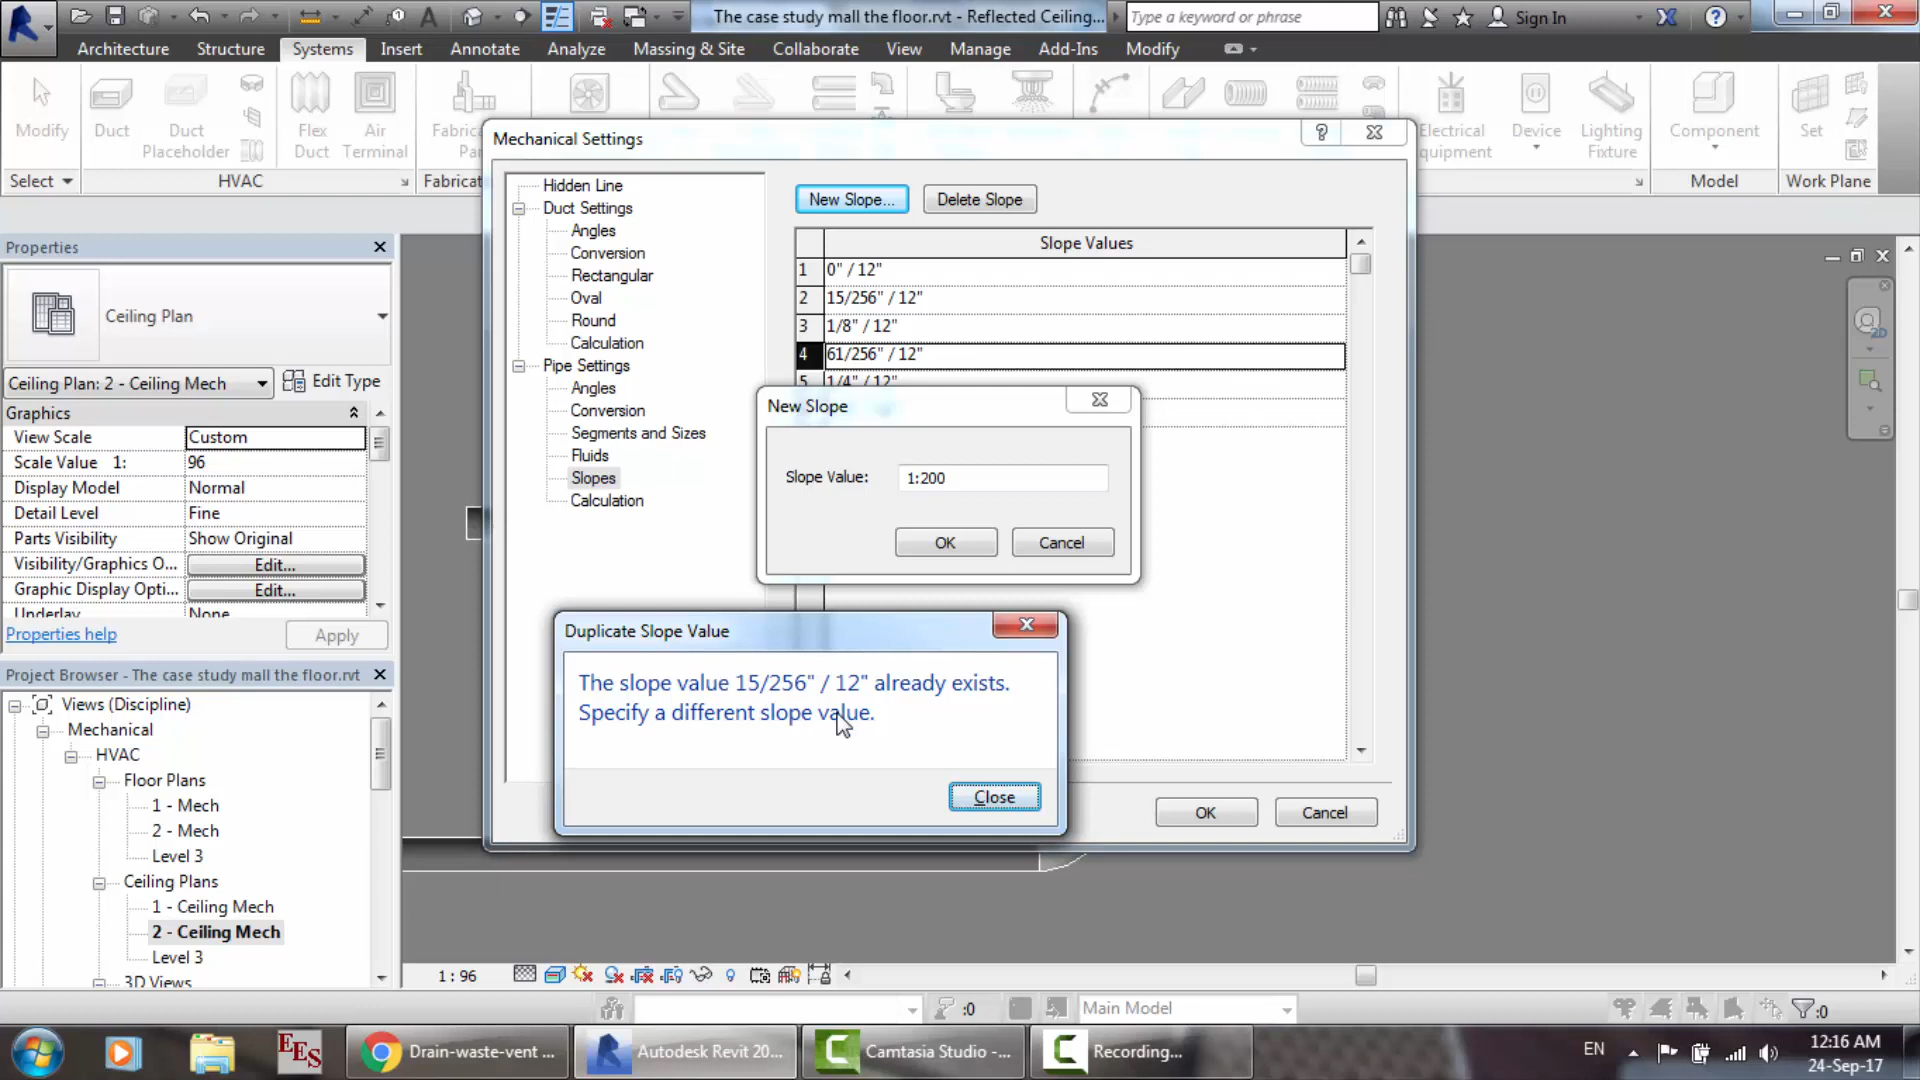 The case study mall the floor.rvt - Reflected Ceiling...
Type a keyword or phrase
Sign In
Architecture
Structure
Systems
Insert
Annotate
Analyze
Massing & Site
Collaborate
View
Manage
Add-Ins
Modify
Modify
Duct
Duct
Placeholder
Flex
Duct
Air
Terminal
Electrical
Device
Lighting
Fixture
Component
Set
Select
HVAC
Model
Work Plane
Mechanical Settings
Hidden Line
Duct Settings
Angles
Conversion
Rectangular
Oval
Round
Calculation
Pipe Settings
Angles
Conversion
Segments and Sizes
Fluids
Slopes
Calculation
New Slope...
Delete Slope
Slope Values
1 0" / 12"
2 15/256" / 12"
3 1/8" / 12"
4 61/256" / 12"
5 1/4" / 12"
New Slope
Slope Value: 1:200
OK
Cancel
Duplicate Slope Value
The slope value 15/256" / 12" already exists.
Specify a different slope value.
Close
OK
Cancel
Properties
Ceiling Plan
Ceiling Plan: 2 - Ceiling Mech
Edit Type
Graphics
View Scale Custom
Scale Value 1: 96
Display Model Normal
Detail Level Fine
Parts Visibility Show Original
Visibility/Graphics O... Edit...
Graphic Display Opti... Edit...
Underlay None
Properties help
Apply
Project Browser - The case study mall the floor.rvt
Views (Discipline)
Mechanical
HVAC
Floor Plans
1 - Mech
2 - Mech
Level 3
Ceiling Plans
1 - Ceiling Mech
2 - Ceiling Mech
Level 3
3D Views
1 : 96
:0
Main Model
:0
EES
Drain-waste-vent ...
Autodesk Revit 20...
Camtasia Studio -...
Recording...
EN
12:16 AM
24-Sep-17